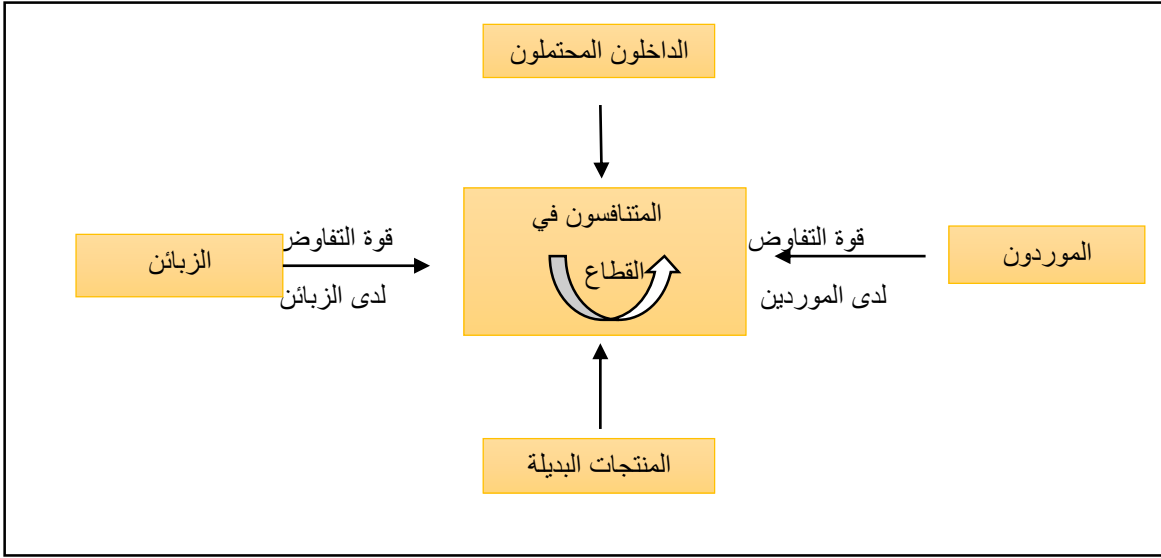 الداخلون المحتملون
المتنافسون في
القطاع
قوة التفاوض
لدى الموردين
الموردون
قوة التفاوض
لدى الزبائن
الزبائن
المنتجات البديلة